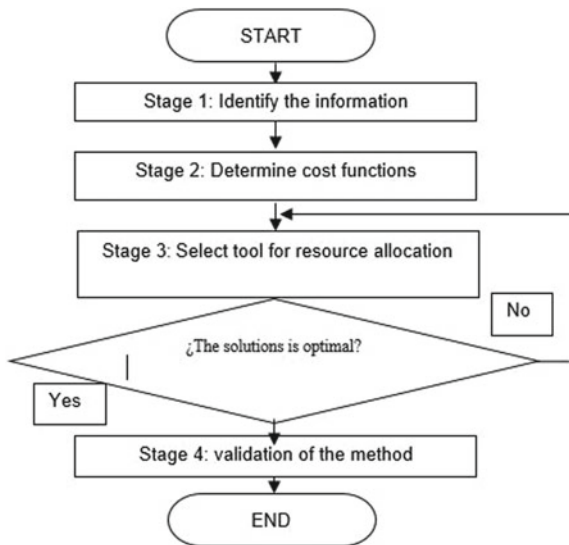 START
Stage 1: Identify the information
Stage 2: Determine cost functions
Stage 3: Select tool for resource allocation
No
¿The solutions is optimal?
Yes
Stage 4: validation of the method
END